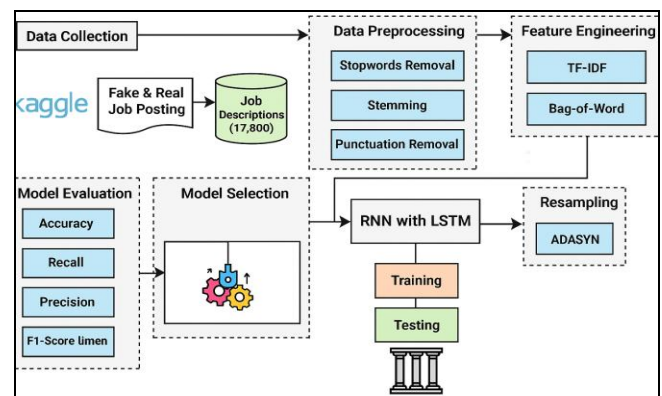 Data Collection
Data Preprocessing
Feature Engineering
Stopwords Removal
Stemming
Punctuation Removal
TF-IDF
Bag-of-Word
kaggle
Fake & Real
Job Posting
Job
Descriptions
(17,800)
Model Evaluation
Accuracy
Recall
Precision
F1-Score limen
Model Selection
RNN with LSTM
Training
Testing
Resampling
ADASYN